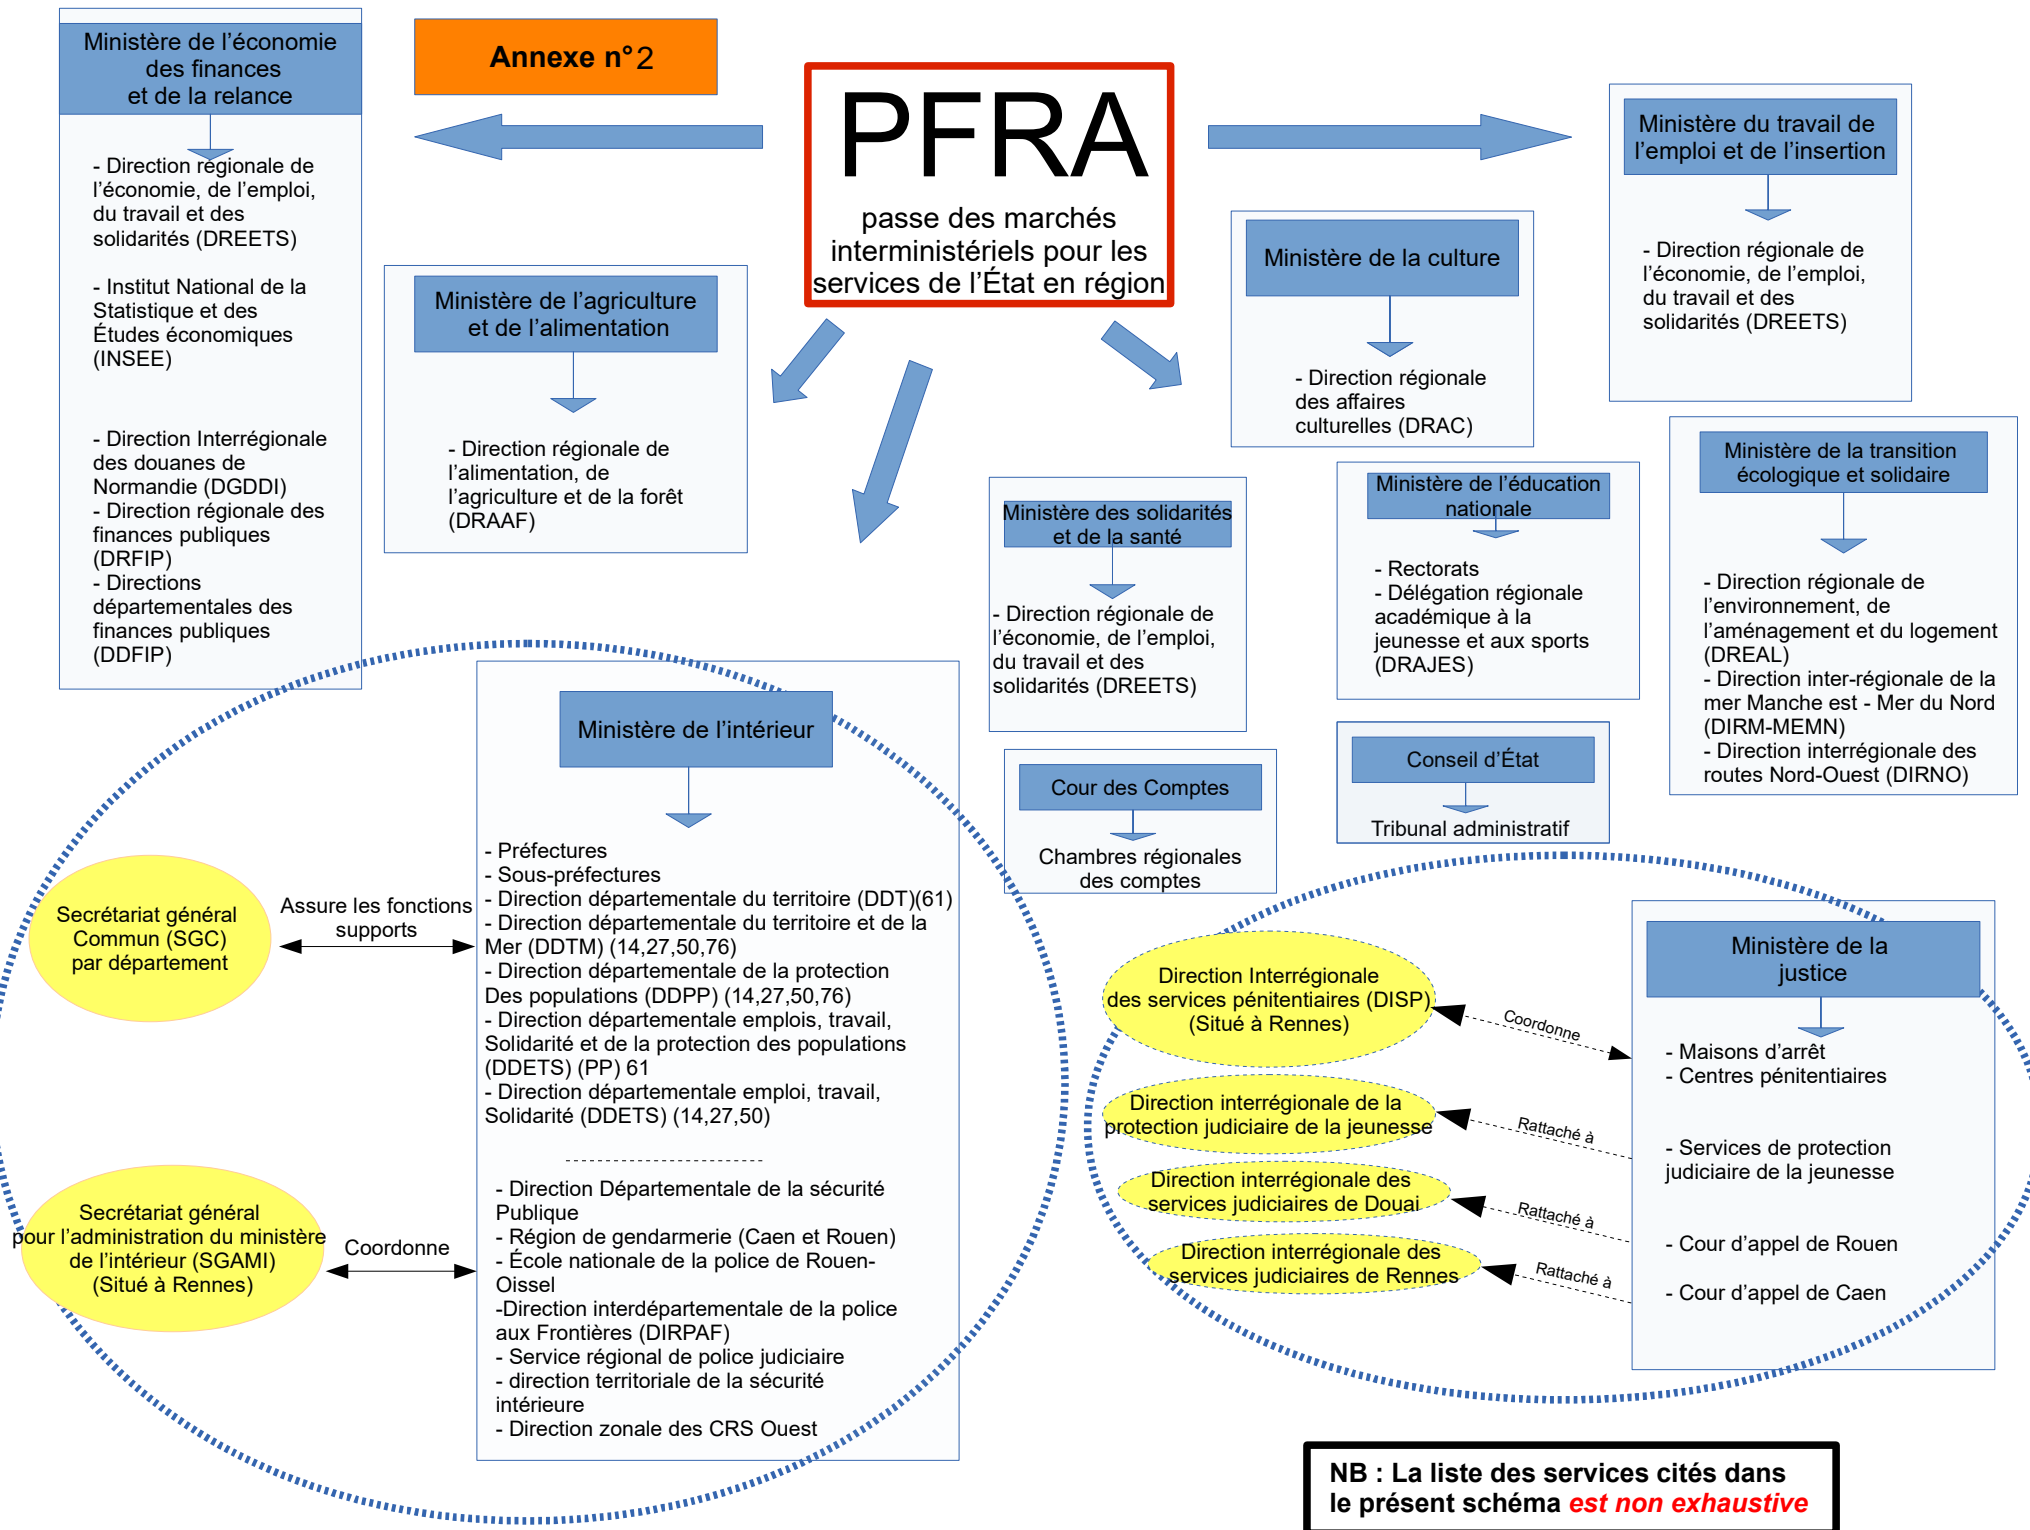 Ministère de l’économie
des finances
et de la relance
- Direction régionale de
l’économie, de l’emploi,
du travail et des
solidarités (DREETS)
- Institut National de la
Statistique et des
Études économiques
(INSEE)
- Direction Interrégionale
des douanes de
Normandie (DGDDI)
- Direction régionale des
finances publiques
(DRFIP)
- Directions
départementales des
finances publiques
(DDFIP)
Annexe n°2
PFRA
passe des marchés
interministériels pour les
services de l’État en région
Ministère de l’agriculture
et de l’alimentation
- Direction régionale de
l’alimentation, de
l’agriculture et de la forêt
(DRAAF)
Ministère de la culture
- Direction régionale
des affaires
culturelles (DRAC)
Ministère du travail de
l’emploi et de l’insertion
- Direction régionale de
l’économie, de l’emploi,
du travail et des
solidarités (DREETS)
Ministère des solidarités
et de la santé
- Direction régionale de
l’économie, de l’emploi,
du travail et des
solidarités (DREETS)
Ministère de l’éducation
nationale
- Rectorats
- Délégation régionale
académique à la
jeunesse et aux sports
(DRAJES)
Ministère de la transition
écologique et solidaire
- Direction régionale de
l’environnement, de
l’aménagement et du logement
(DREAL)
- Direction inter-régionale de la
mer Manche est - Mer du Nord
(DIRM-MEMN)
- Direction interrégionale des
routes Nord-Ouest (DIRNO)
Cour des Comptes
Chambres régionales
des comptes
Conseil d’État
Tribunal administratif
Ministère de l’intérieur
- Préfectures
- Sous-préfectures
- Direction départementale du territoire (DDT)(61)
- Direction départementale du territoire et de la
Mer (DDTM) (14,27,50,76)
- Direction départementale de la protection
Des populations (DDPP) (14,27,50,76)
- Direction départementale emplois, travail,
Solidarité et de la protection des populations
(DDETS) (PP) 61
- Direction départementale emploi, travail,
Solidarité (DDETS) (14,27,50)
------------------------
- Direction Départementale de la sécurité
Publique
- Région de gendarmerie (Caen et Rouen)
- École nationale de la police de Rouen-
Oissel
-Direction interdépartementale de la police
aux Frontières (DIRPAF)
- Service régional de police judiciaire
- direction territoriale de la sécurité
intérieure
- Direction zonale des CRS Ouest
Secrétariat général
Commun (SGC)
par département
Assure les fonctions
supports
Secrétariat général
pour l’administration du ministère
de l’intérieur (SGAMI)
(Situé à Rennes)
Coordonne
Direction Interrégionale
des services pénitentiaires (DISP)
(Situé à Rennes)
Coordonne
Direction interrégionale de la
protection judiciaire de la jeunesse
Rattaché à
Direction interrégionale des
services judiciaires de Douai
Rattaché à
Direction interrégionale des
services judiciaires de Rennes
Rattaché à
Ministère de la
justice
- Maisons d’arrêt
- Centres pénitentiaires
- Services de protection
judiciaire de la jeunesse
- Cour d’appel de Rouen
- Cour d’appel de Caen
NB : La liste des services cités dans
le présent schéma est non exhaustive